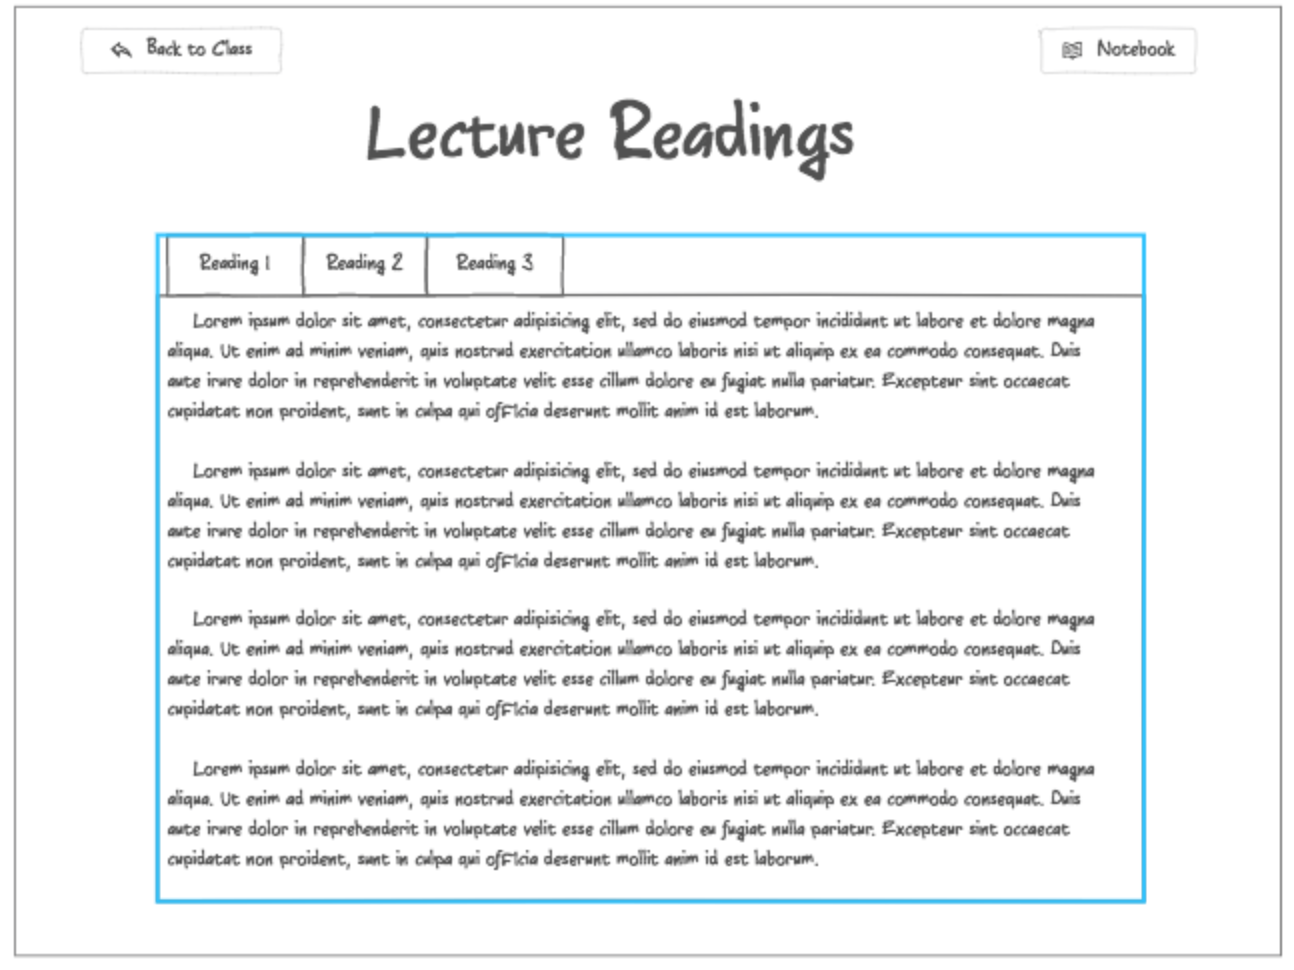 Back to Class
Notebook
Lecture Readings
Reading 1
Reading 2
Reading 3
Lorem ipsum dolor sit amet, consectetur adipisicing elit, sed do eiusmod tempor incididunt ut labore et dolore magna
aliqua. Ut enim ad minim veniam, quis nostrud exercitation ullamco laboris nisi ut aliquip ex ea commodo consequat. Duis
aute irure dolor in reprehenderit in voluptate velit esse cillum dolore eu fugiat nulla pariatur. Excepteur sint occaecat
cupidatat non proident, sunt in culpa qui officia deserunt mollit anim id est laborum.
Lorem ipsum dolor sit amet, consectetur adipisicing elit, sed do eiusmod tempor incididunt ut labore et dolore magna
aliqua. Ut enim ad minim veniam, quis nostrud exercitation ullamco laboris nisi ut aliquip ex ea commodo consequat. Duis
aute irure dolor in reprehenderit in voluptate velit esse cillum dolore eu fugiat nulla pariatur. Excepteur sint occaecat
cupidatat non proident, sunt in culpa qui officia deserunt mollit anim id est laborum.
Lorem ipsum dolor sit amet, consectetur adipisicing elit, sed do eiusmod tempor incididunt ut labore et dolore magna
aliqua. Ut enim ad minim veniam, quis nostrud exercitation ullamco laboris nisi ut aliquip ex ea commodo consequat. Duis
aute irure dolor in reprehenderit in voluptate velit esse cillum dolore eu fugiat nulla pariatur. Excepteur sint occaecat
cupidatat non proident, sunt in culpa qui officia deserunt mollit anim id est laborum.
Lorem ipsum dolor sit amet, consectetur adipisicing elit, sed do eiusmod tempor incididunt ut labore et dolore magna
aliqua. Ut enim ad minim veniam, quis nostrud exercitation ullamco laboris nisi ut aliquip ex ea commodo consequat. Duis
aute irure dolor in reprehenderit in voluptate velit esse cillum dolore eu fugiat nulla pariatur. Excepteur sint occaecat
cupidatat non proident, sunt in culpa qui officia deserunt mollit anim id est laborum.